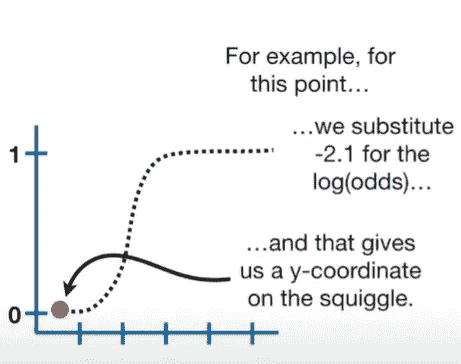 For example, for
this point...
...we substitute
-2.1 for the
log(odds)...
1
...and that gives
us a y-coordinate
on the squiggle.
0